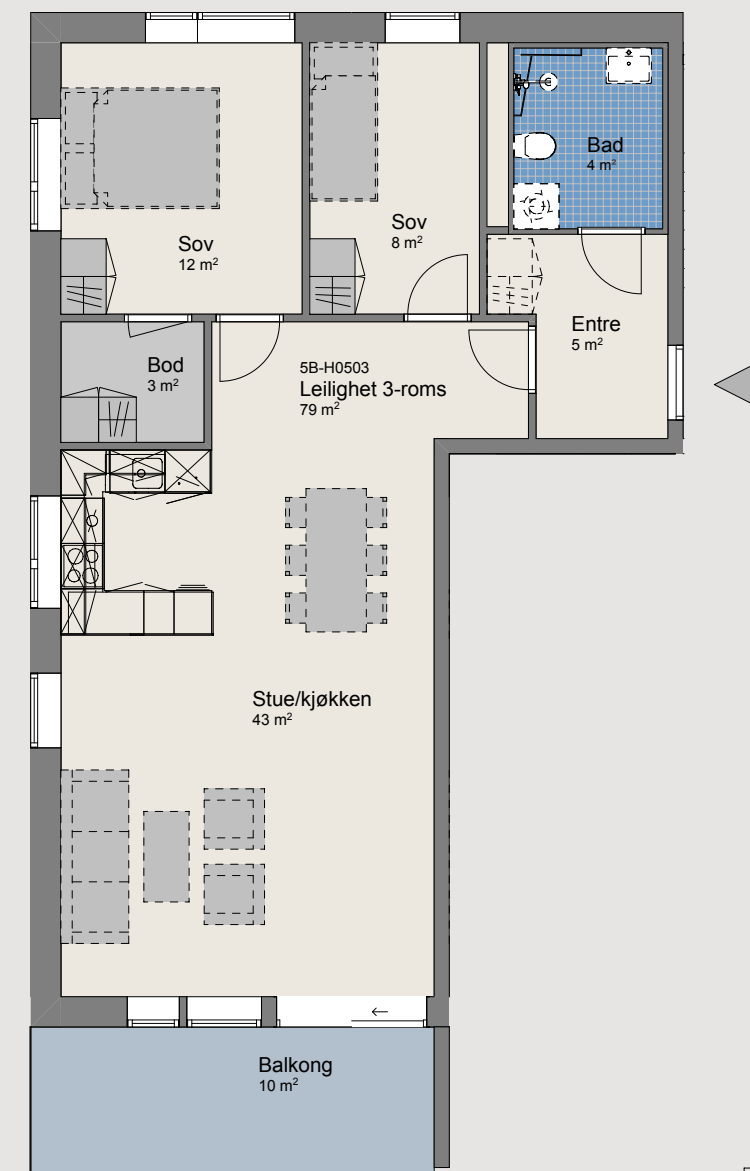 Bad
4 m²
Sov
12 m²
Sov
8 m²
Entre
5 m²
Bod
3 m²
5B-H0503
Leilighet 3-roms
79 m²
Stue/kjøkken
43 m²
Balkong
10 m²